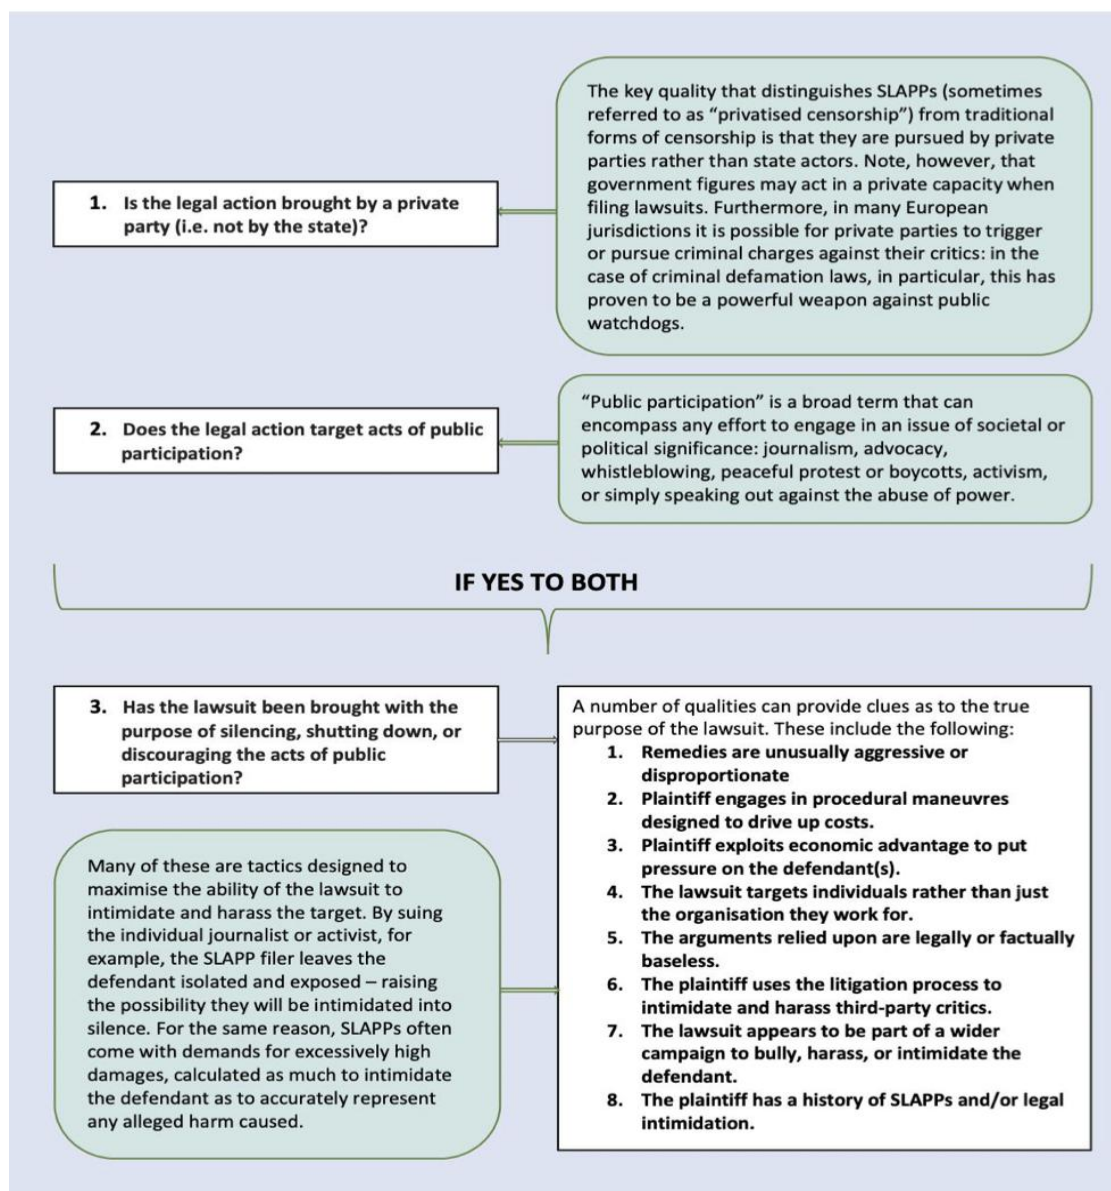 The key quality that distinguishes SLAPPs (sometimes
referred to as “privatised censorship”) from traditional
forms of censorship is that they are pursued by private
parties rather than state actors. Note, however, that
government figures may act in a private capacity when
filing lawsuits. Furthermore, in many European
jurisdictions it is possible for private parties to trigger
or pursue criminal charges against their critics: in the
case of criminal defamation laws, in particular, this has
proven to be a powerful weapon against public
watchdogs.
1. Is the legal action brought by a private
party (i.e. not by the state)?
“Public participation” is a broad term that can
encompass any effort to engage in an issue of societal or
political significance: journalism, advocacy,
whistleblowing, peaceful protest or boycotts, activism,
or simply speaking out against the abuse of power.
2. Does the legal action target acts of public
participation?
IF YES TO BOTH
3. Has the lawsuit been brought with the
purpose of silencing, shutting down, or
discouraging the acts of public
participation?
A number of qualities can provide clues as to the true
purpose of the lawsuit. These include the following:
1. Remedies are unusually aggressive or
disproportionate
2. Plaintiff engages in procedural maneuvres
designed to drive up costs.
3. Plaintiff exploits economic advantage to put
pressure on the defendant(s).
4. The lawsuit targets individuals rather than just
the organisation they work for.
5. The arguments relied upon are legally or factually
baseless.
6. The plaintiff uses the litigation process to
intimidate and harass third-party critics.
7. The lawsuit appears to be part of a wider
campaign to bully, harass, or intimidate the
defendant.
8. The plaintiff has a history of SLAPPs and/or legal
intimidation.
Many of these are tactics designed to
maximise the ability of the lawsuit to
intimidate and harass the target. By suing
the individual journalist or activist, for
example, the SLAPP filer leaves the
defendant isolated and exposed – raising
the possibility they will be intimidated into
silence. For the same reason, SLAPPs often
come with demands for excessively high
damages, calculated as much to intimidate
the defendant as to accurately represent
any alleged harm caused.